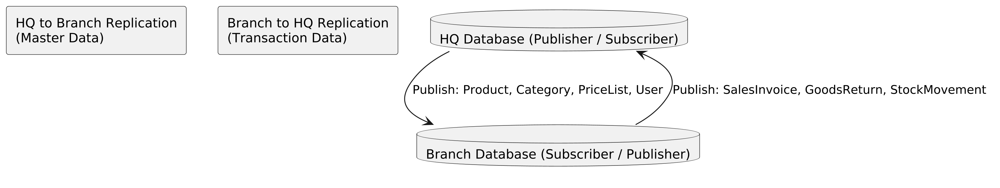 HQ to Branch Replication
(Master Data)
Branch to HQ Replication
(Transaction Data)
HQ Database (Publisher / Subscriber)
Publish: Product, Category, PriceList, User
Publish: SalesInvoice, GoodsReturn, StockMovement
Branch Database (Subscriber / Publisher)